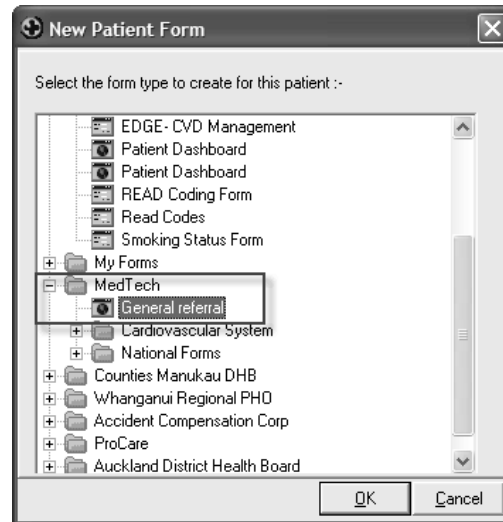 New Patient Form
Select the form type to create for this patient :-
EDGE- CVD Management
Patient Dashboard
Patient Dashboard
READ Coding Form
Read Codes
Smoking Status Form
My Forms
MedTech
General referral
Cardiovascular System
National Forms
Counties Manukau DHB
Whanganui Regional PHO
Accident Compensation Corp
ProCare
Auckland District Health Board
OK Cancel